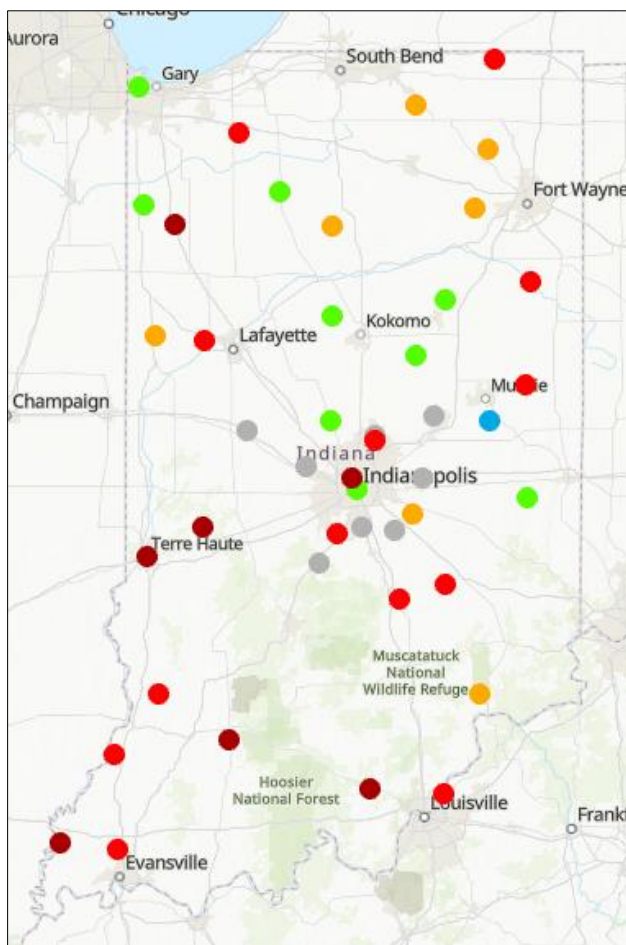 Chicago
Aurora
South Bend
Gary
Fort Wayne
Kokomo
Lafayette
Champaign
Indiana
Indianapolis
Terre Haute
Muscatatuck
National
Wildlife Refuge
Hoosier
National Forest
Louisville
Evansville